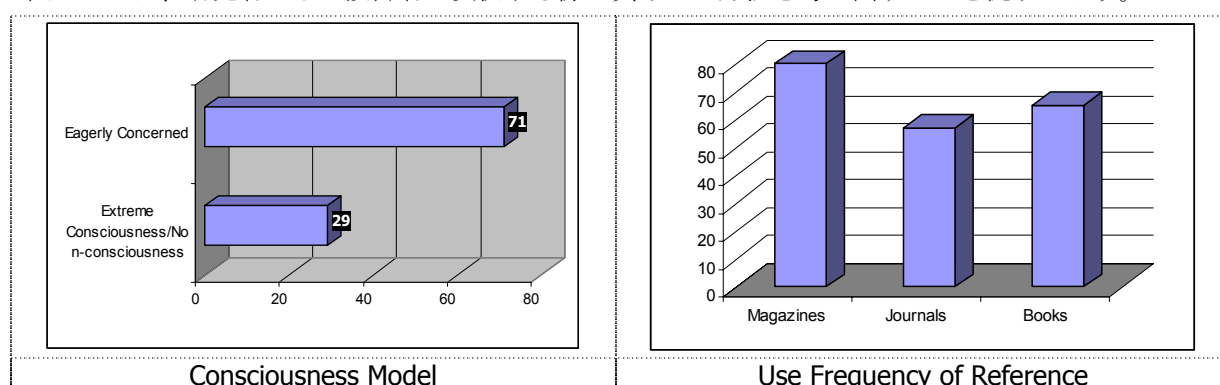 Eagerly Concerned
71
Extreme
Consciousness/No
n-consciousness
29
0 20 40 60 80
Consciousness Model
80
70
60
50
40
30
20
10
0
Magazines Journals Books
Use Frequency of Reference